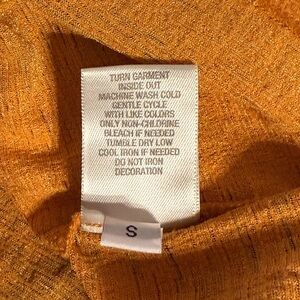 TURN GARMENT
INSIDE OUT
MACHINE WASH COLD
GENTLE CYCLE
WITH LIKE COLORS
ONLY NON-CHLORINE
BLEACH IF NEEDED
TUMBLE DRY LOW
COOL IRON IF NEEDED
DO NOT IRON
DECORATION
S